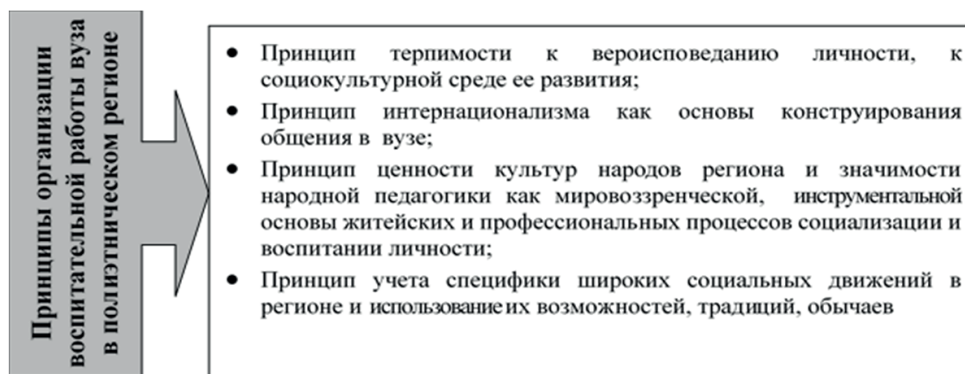 Принципы организации
воспитательной работы вуза
в полиэтническом регионе
● Принцип терпимости к вероисповеданию личности, к
социокультурной среде ее развития;
● Принцип интернационализма как основы конструирования
общения в вузе;
● Принцип ценности культур народов региона и значимости
народной педагогики как мировоззренческой, инструментальной
основы житейских и профессиональных процессов социализации и
воспитании личности;
● Принцип учета специфики широких социальных движений в
регионе и использование их возможностей, традиций, обычаев